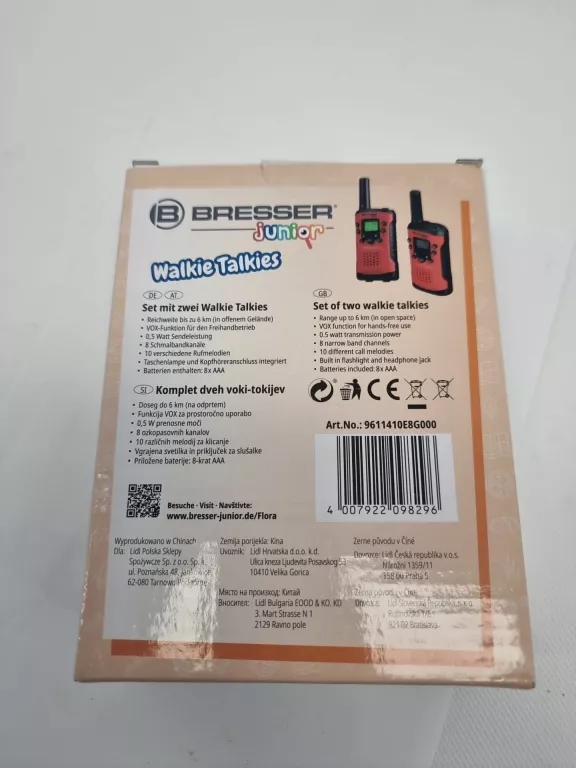 B BRESSER
junior
Walkie Talkies
DE AT
Set mit zwei Walkie Talkies
• Reichweite bis zu 6 km (in offenem Gelände)
• VOX-Funktion für den Freihandbetrieb
• 0,5 Watt Sendeleistung
• 8 Schmalbandkanäle
• 10 verschiedene Rufmelodien
• Taschenlampe und Kopfhöreranschluss integriert
• Batterien enthalten: 8x AAA
GB
Set of two walkie talkies
• Range up to 6 km (in open space)
• VOX function for hands-free use
• 0.5 watt transmission power
• 8 narrow band channels
• 10 different call melodies
• Built in flashlight and headphone jack
• Batteries included: 8x AAA
SI Komplet dveh voki-tokijev
• Doseg do 6 km (na odprtem)
• Funkcija VOX za prostoročno uporabo
• 0,5 W prenosne moči
• 8 ozkopasovnih kanalov
• 10 različnih melodij za klicanje
• Vgrajena svetilka in priključek za slušalke
• Priložene baterije: 8-krat AAA
CE
Art.No.: 9611410E8G000
4 007922 098296
Besuche · Visit · Navštivte:
www.bresser-junior.de/Flora
Wyprodukowano w Chinach
Dla: Lidl Polska Sklepy
Spożywcze Sp. z o.o. Sp. k.
ul. Poznańska 48, Jankowice
62-080 Tarnowo Podgórne
Zemlja porijekla: Kina
Uvoznik: Lidl Hrvatska d.o.o. k.d.
Ulica kneza Ljudevita Posavskog 53
10410 Velika Gorica
Място на произход: Китай
Вносител: Lidl Bulgaria EOOD & KO. KD
3. Mart Strasse N 1
2129 Ravno pole
Země původu v Číně
Dovozce: Lidl Česká republika v.o.s.
Nárožní 1359/11
158 00 Praha 5
Lidl Slovenská Republika
Bratislava